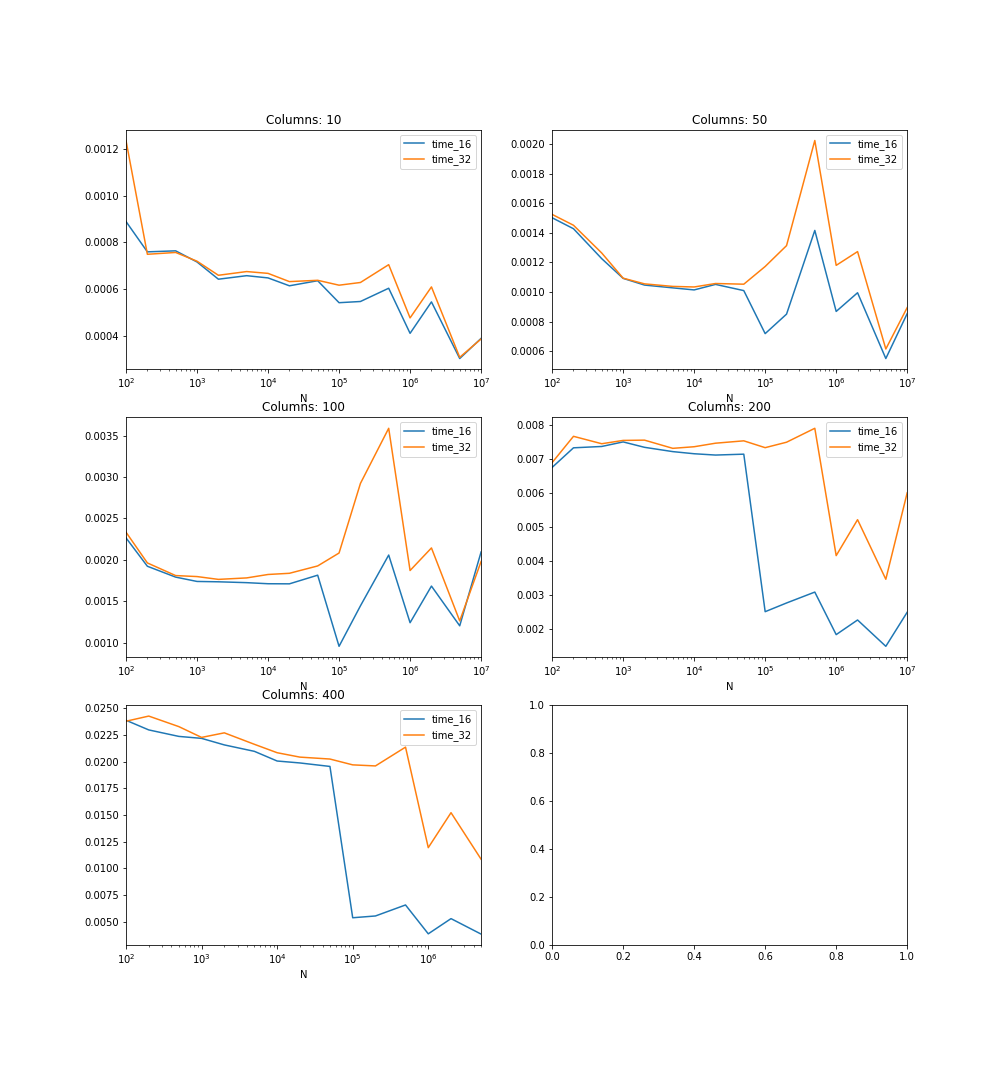 Columns: 10
time_16
time_32
0.0012
0.0010
0.0008
0.0006
0.0004
10² 10³ 10⁴ 10⁵ 10⁶ 10⁷
N
Columns: 50
time_16
time_32
0.0020
0.0018
0.0016
0.0014
0.0012
0.0010
0.0008
0.0006
10² 10³ 10⁴ 10⁵ 10⁶ 10⁷
N
Columns: 100
time_16
time_32
0.0035
0.0030
0.0025
0.0020
0.0015
0.0010
10² 10³ 10⁴ 10⁵ 10⁶ 10⁷
N
Columns: 200
time_16
time_32
0.008
0.007
0.006
0.005
0.004
0.003
0.002
10² 10³ 10⁴ 10⁵ 10⁶ 10⁷
N
Columns: 400
time_16
time_32
0.0250
0.0225
0.0200
0.0175
0.0150
0.0125
0.0100
0.0075
0.0050
10² 10³ 10⁴ 10⁵ 10⁶
N
1.0
0.8
0.6
0.4
0.2
0.0
0.0 0.2 0.4 0.6 0.8 1.0